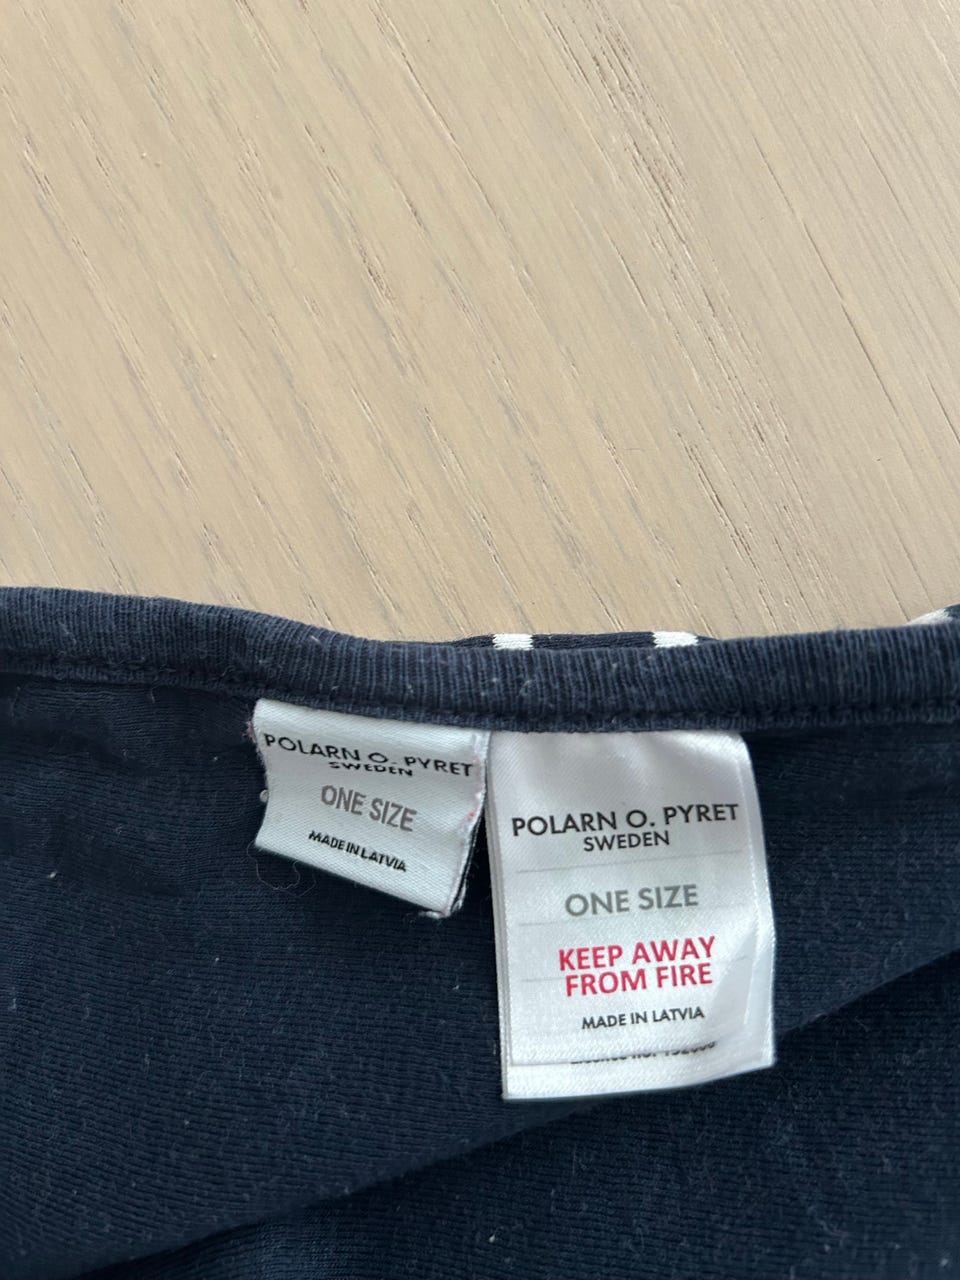 POLARN O. PYRET
SWEDEN
ONE SIZE
MADE IN LATVIA
POLARN O. PYRET
SWEDEN
ONE SIZE
KEEP AWAY
FROM FIRE
MADE IN LATVIA